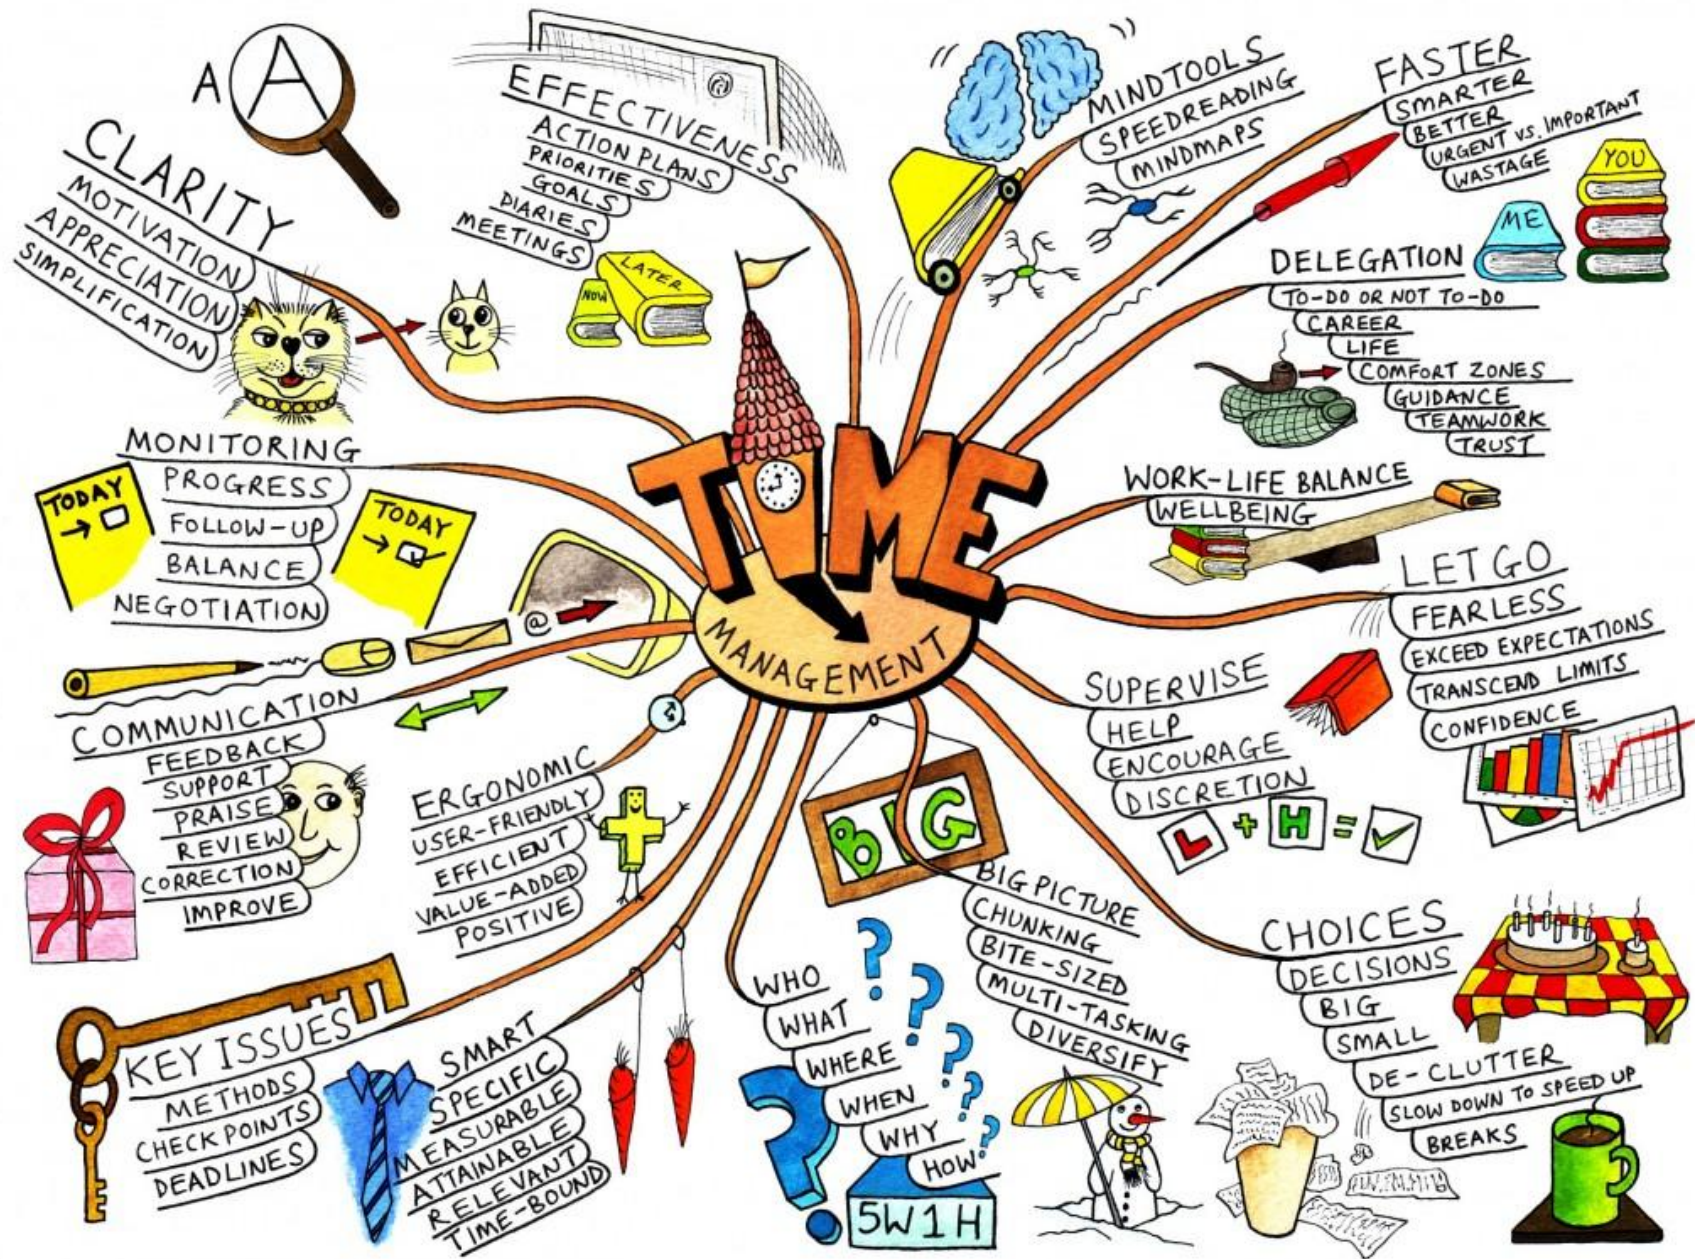 TIME
MANAGEMENT
A A
CLARITY
MOTIVATION
APPRECIATION
SIMPLIFICATION
EFFECTIVENESS
ACTION PLANS
PRIORITIES
GOALS
DIARIES
MEETINGS
@
NOW
LATER
MINDTOOLS
SPEEDREADING
MINDMAPS
FASTER
SMARTER
BETTER
URGENT VS. IMPORTANT
WASTAGE
YOU
ME
DELEGATION
TO-DO OR NOT TO-DO
CAREER
LIFE
COMFORT ZONES
GUIDANCE
TEAMWORK
TRUST
WORK-LIFE BALANCE
WELLBEING
LET GO
FEARLESS
EXCEED EXPECTATIONS
TRANSCEND LIMITS
CONFIDENCE
SUPERVISE
HELP
ENCOURAGE
DISCRETION
L + H =
CHOICES
DECISIONS
BIG
SMALL
DE-CLUTTER
SLOW DOWN TO SPEED UP
BREAKS
BIG
BIG PICTURE
CHUNKING
BITE-SIZED
MULTI-TASKING
DIVERSIFY
WHO
WHAT
WHERE
WHEN
WHY
HOW
? ? ? ? ? ? ?
5W1H
SMART
SPECIFIC
MEASURABLE
ATTAINABLE
RELEVANT
TIME-BOUND
KEY ISSUES
METHODS
CHECKPOINTS
DEADLINES
ERGONOMIC
USER-FRIENDLY
EFFICIENT
VALUE-ADDED
POSITIVE
COMMUNICATION
FEEDBACK
SUPPORT
PRAISE
REVIEW
CORRECTION
IMPROVE
@
MONITORING
PROGRESS
FOLLOW-UP
BALANCE
NEGOTIATION
TODAY
→
TODAY
→